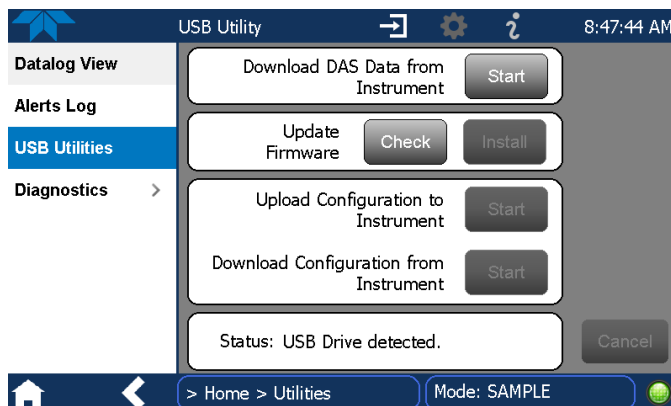 USB Utility
8:47:44 AM
Datalog View
Alerts Log
USB Utilities
Diagnostics >
Download DAS Data from
Instrument
Start
Update
Firmware
Check
Install
Upload Configuration to
Instrument
Start
Download Configuration from
Instrument
Start
Status: USB Drive detected.
Cancel
> Home > Utilities
Mode: SAMPLE